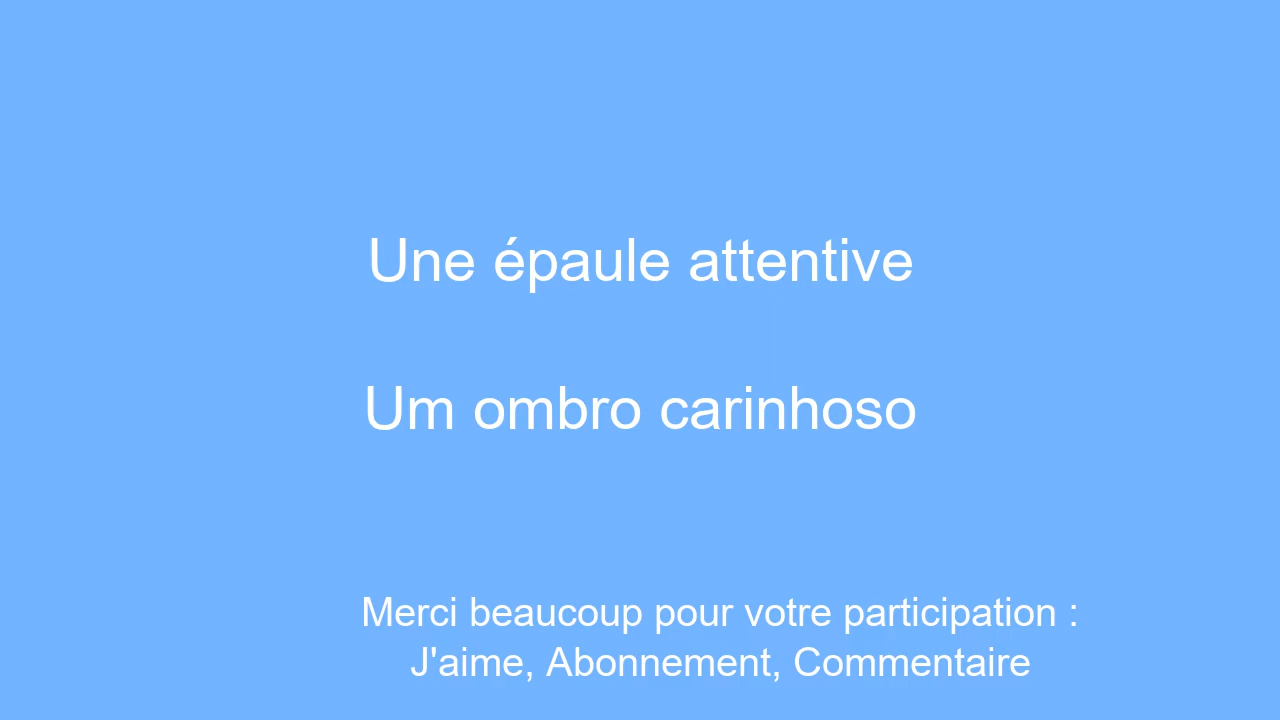 Une épaule attentive
Um ombro carinhoso
Merci beaucoup pour votre participation :
J'aime, Abonnement, Commentaire